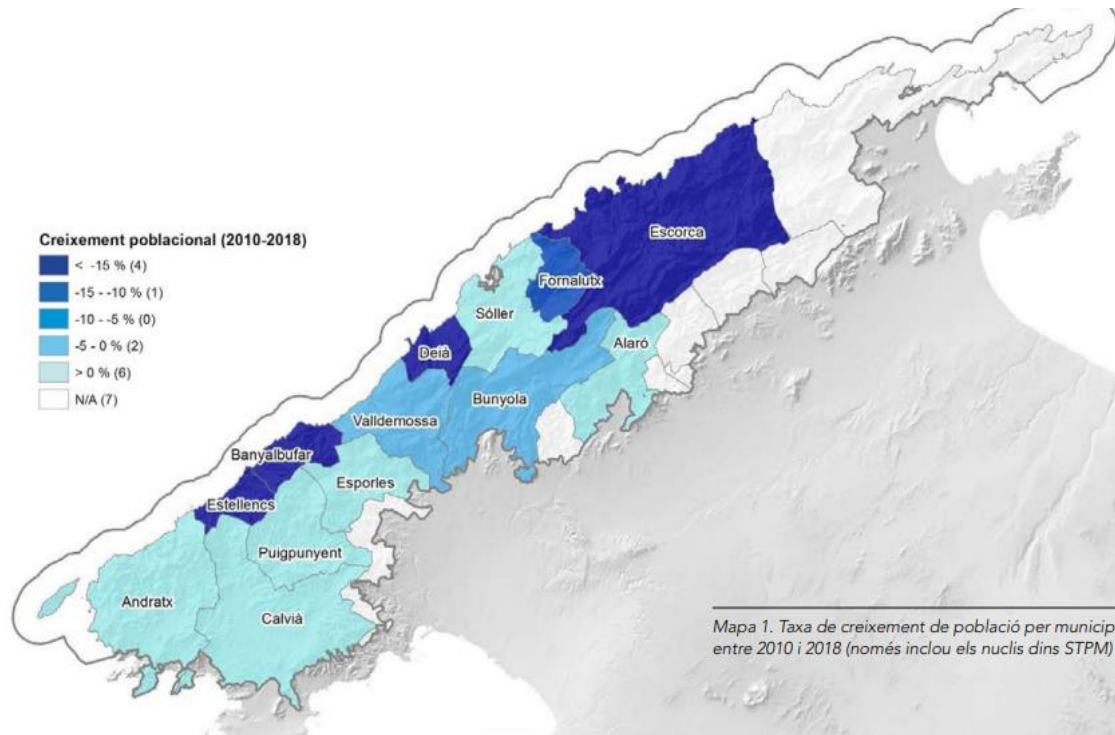 Creixement poblacional (2010-2018)
< -15 % (4)
-15 - -10 % (1)
-10 - -5 % (0)
-5 - 0 % (2)
> 0 % (6)
N/A (7)
Escorca
Fornalutx
Sóller
Alaró
Deià
Bunyola
Valldemossa
Banyalbufar
Esporles
Estellencs
Puigpunyent
Andratx
Calvià
Mapa 1. Taxa de creixement de població per municip
entre 2010 i 2018 (només inclou els nuclis dins STPM)